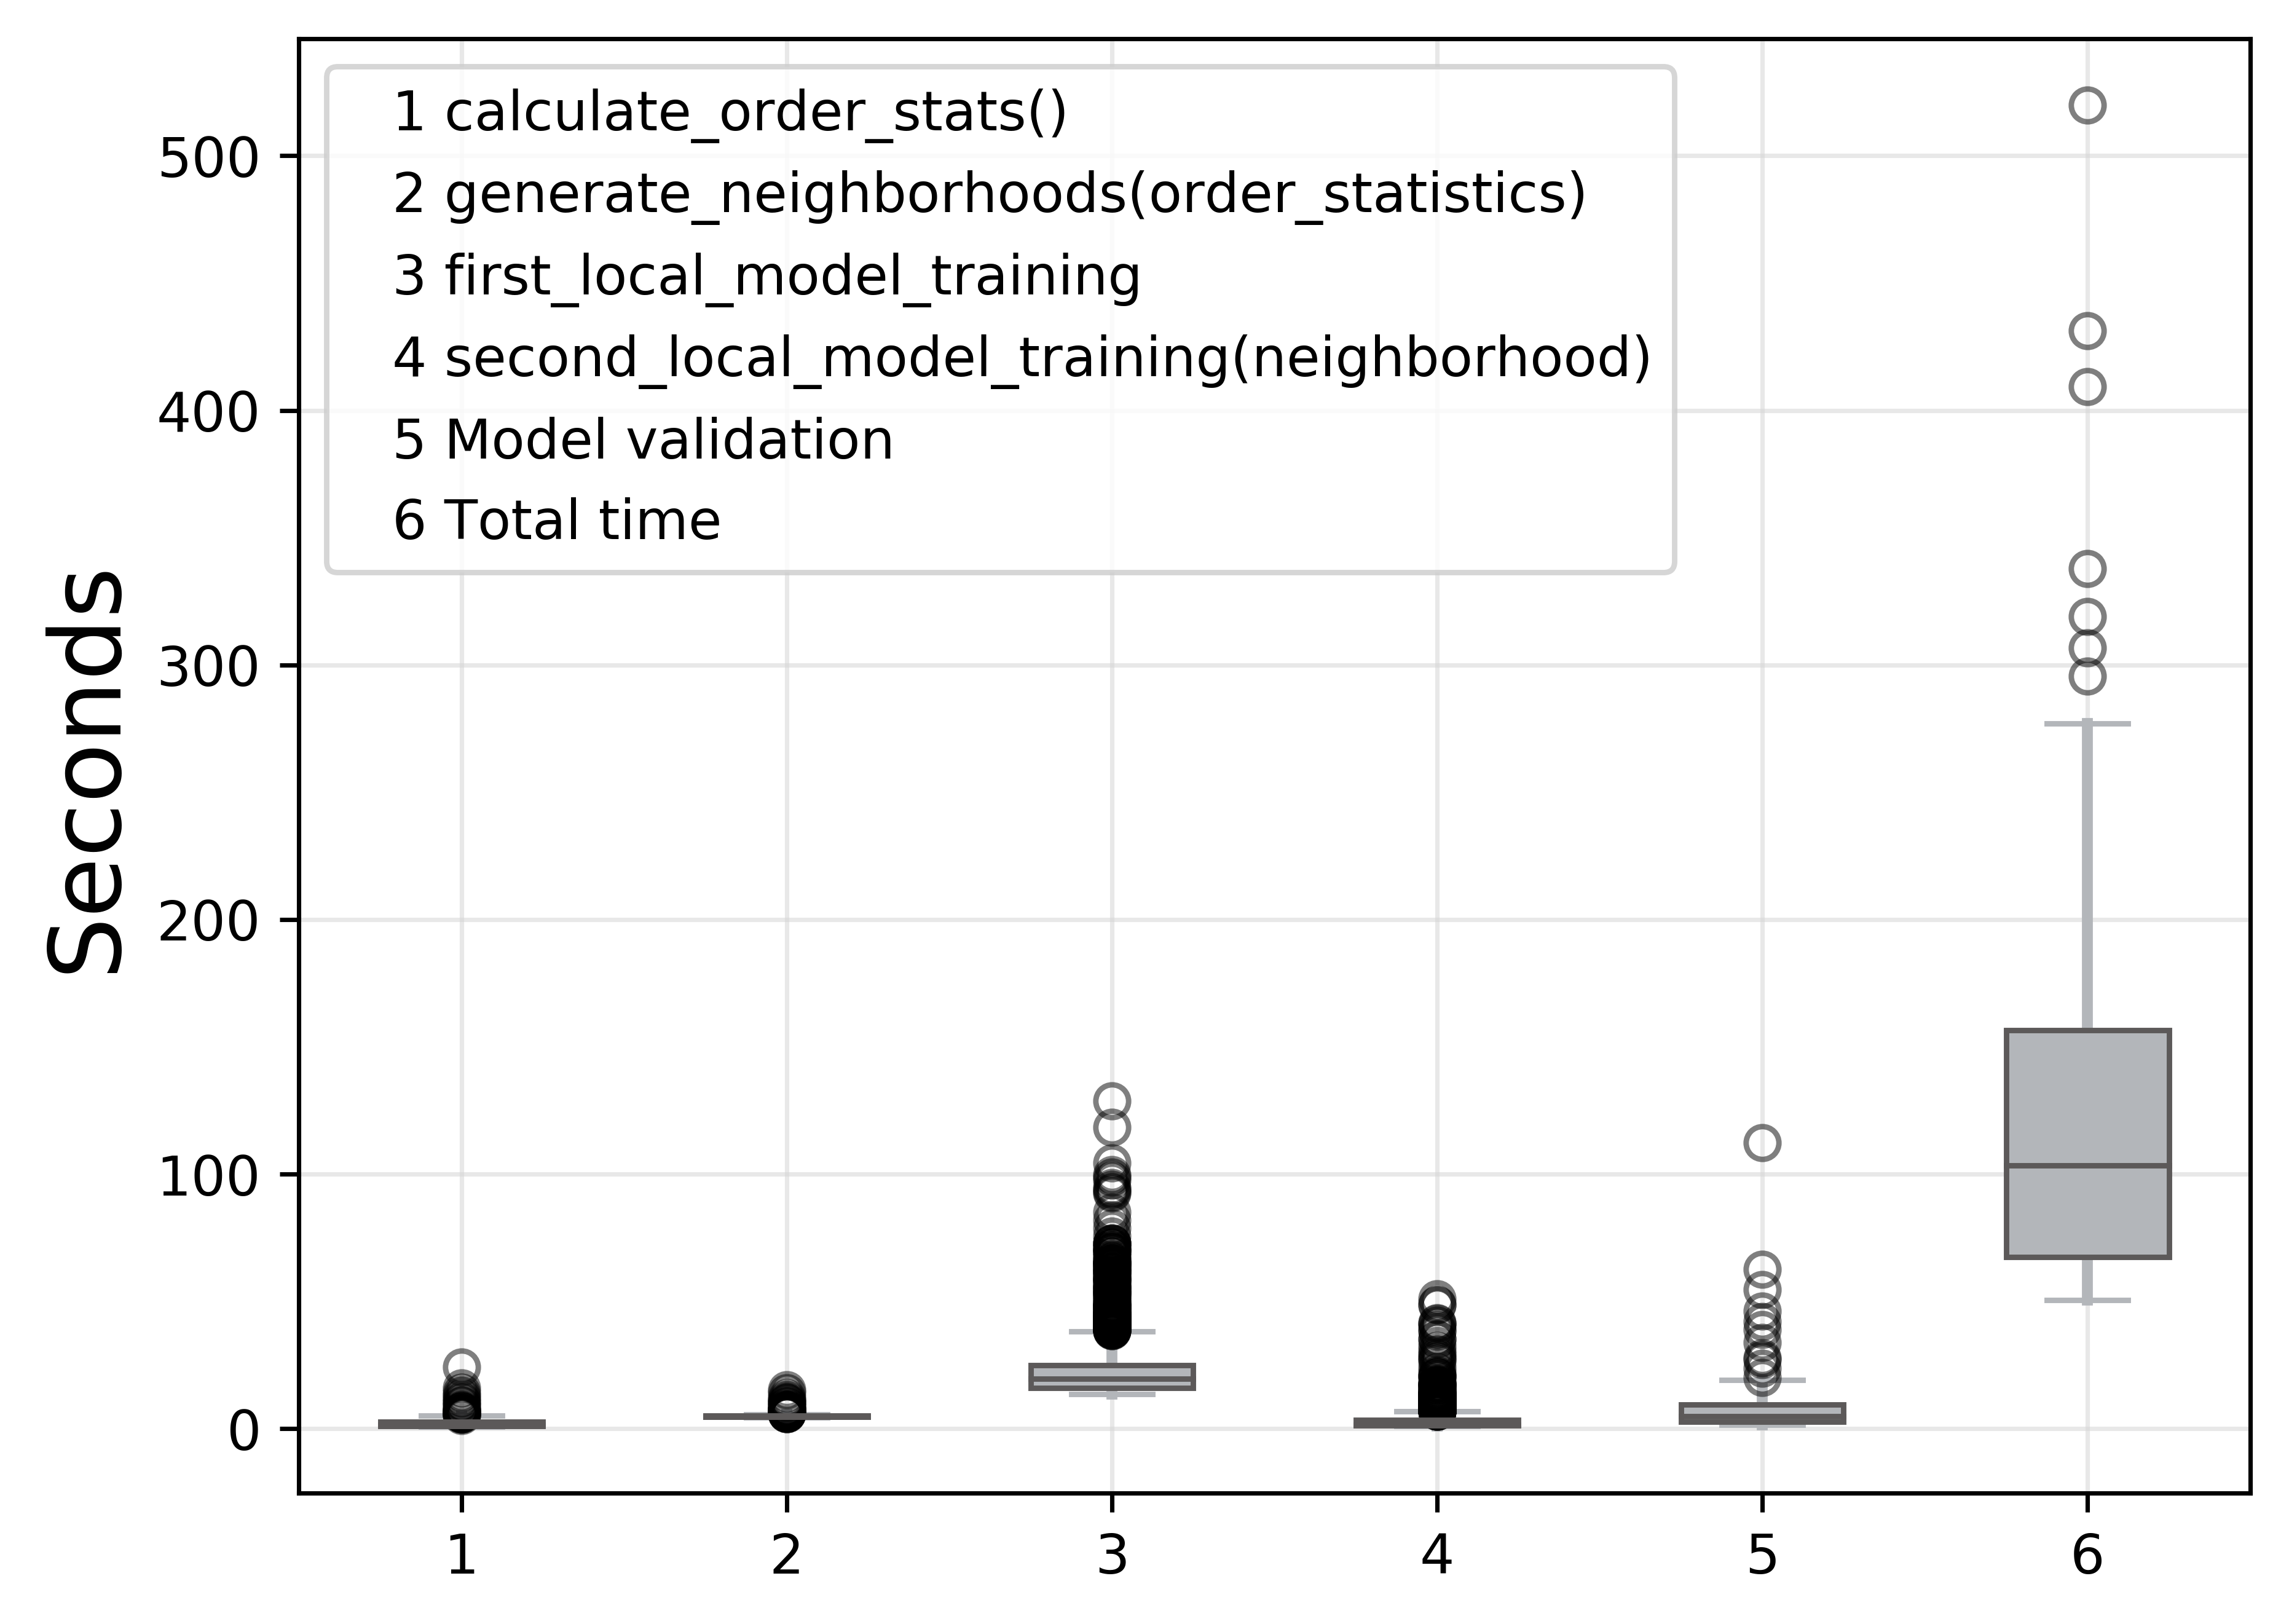 1 calculate_order_stats()
2 generate_neighborhoods(order_statistics)
3 first_local_model_training
4 second_local_model_training(neighborhood)
5 Model validation
6 Total time
Seconds
500
400
300
200
100
0
1 2 3 4 5 6